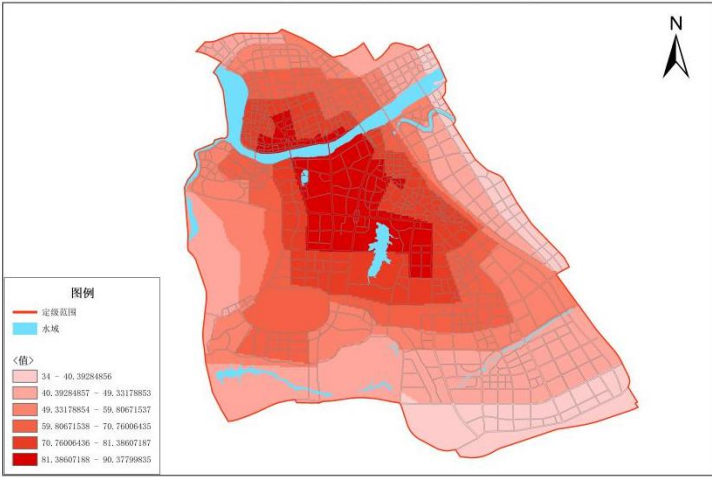 N
图例
定级范围
水域
<值>
34 - 40.39284856
40.39284857 - 49.33178853
49.33178854 - 59.80671537
59.80671538 - 70.76006435
70.76006436 - 81.38607187
81.38607188 - 90.37799835